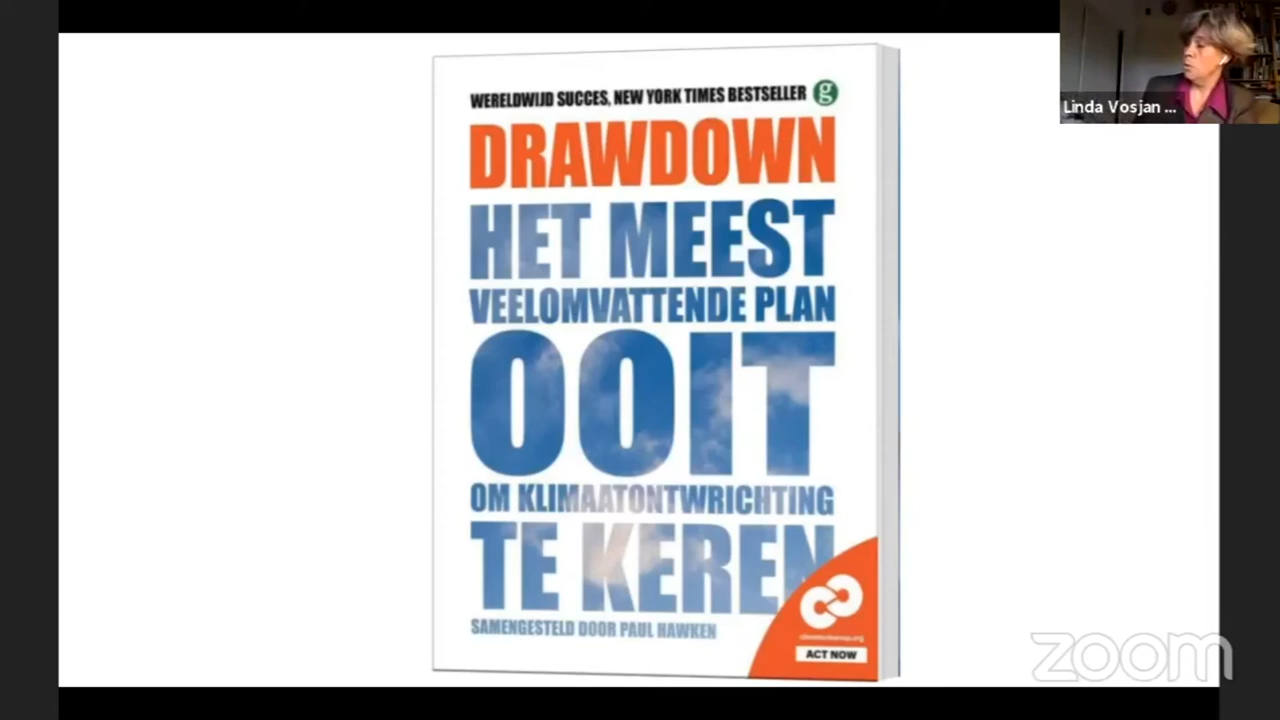 WERELDWIJD SUCCES, NEW YORK TIMES BESTSELLER g
DRAWDOWN
HET MEEST
VEELOMVATTENDE PLAN
OOIT
OM KLIMAATONTWRICHTING
TE KEREN
SAMENGESTELD DOOR PAUL HAWKEN
ACT NOW
Linda Vosjan ...
zoom